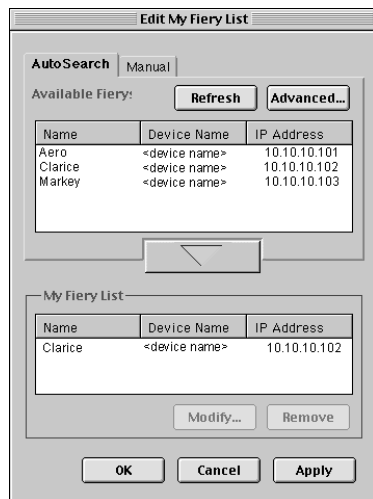 Edit My Fiery List
AutoSearch Manual
Available Fiery: Refresh Advanced...
Name Device Name IP Address
Aero <device name> 10.10.10.101
Clarice <device name> 10.10.10.102
Markey <device name> 10.10.10.103
My Fiery List
Name Device Name IP Address
Clarice <device name> 10.10.10.102
Modify... Remove
OK Cancel Apply